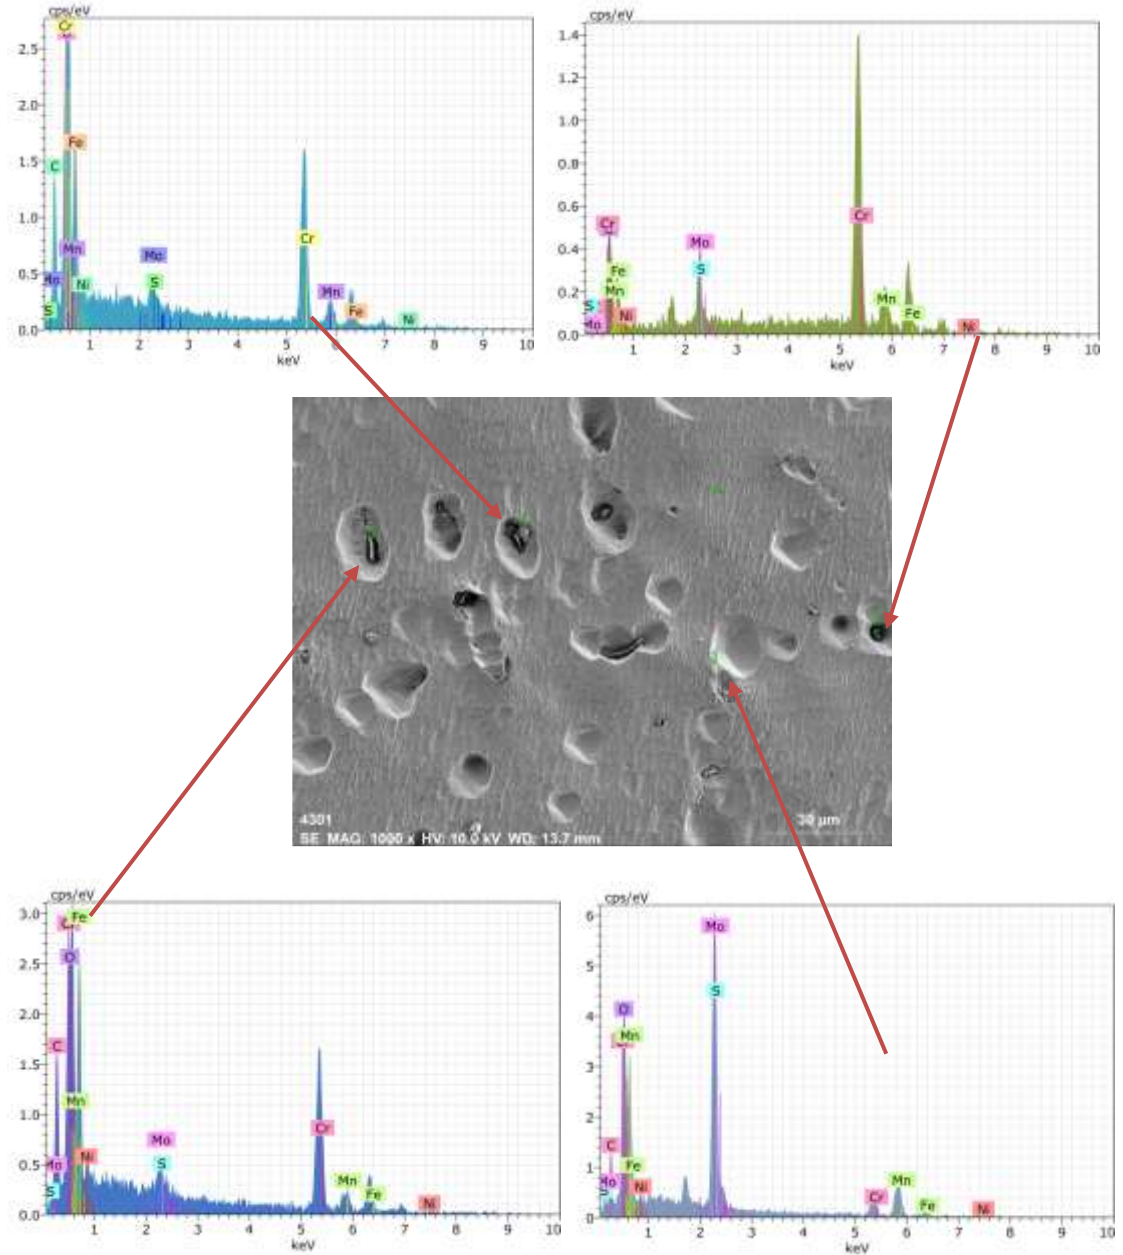 cps/eV
Cr
2.5
2.0
Fe
C
1.5
1.0
Mn
Mo
Cr
Mo
Ni
S
0.5
Mn
S
Fe
Ni
0.0
1 2 3 4 5 6 7 8 9 10
keV
cps/eV
1.4
1.2
1.0
0.8
0.6
Cr
Cr
Mo
0.4
Fe
S
Mn
Mn
0.2
S
Ni
Fe
Mo
Ni
0.0
1 2 3 4 5 6 7 8 9 10
keV
4301
30 µm
SE MAG: 1000 x HV: 10.0 kV WD: 13.7 mm
cps/eV
3.0
Fe
O
2.5
2.0
C
1.5
Mn
1.0
Cr
Mo
Ni
Mo
S
0.5
Mn
S
Fe
Ni
0.0
1 2 3 4 5 6 7 8 9 10
keV
cps/eV
6
Mo
5
S
O
4
Mn
3
2
C
Fe
1
Mo
Ni
Mn
Cr
Fe
Ni
0
1 2 3 4 5 6 7 8 9 10
keV